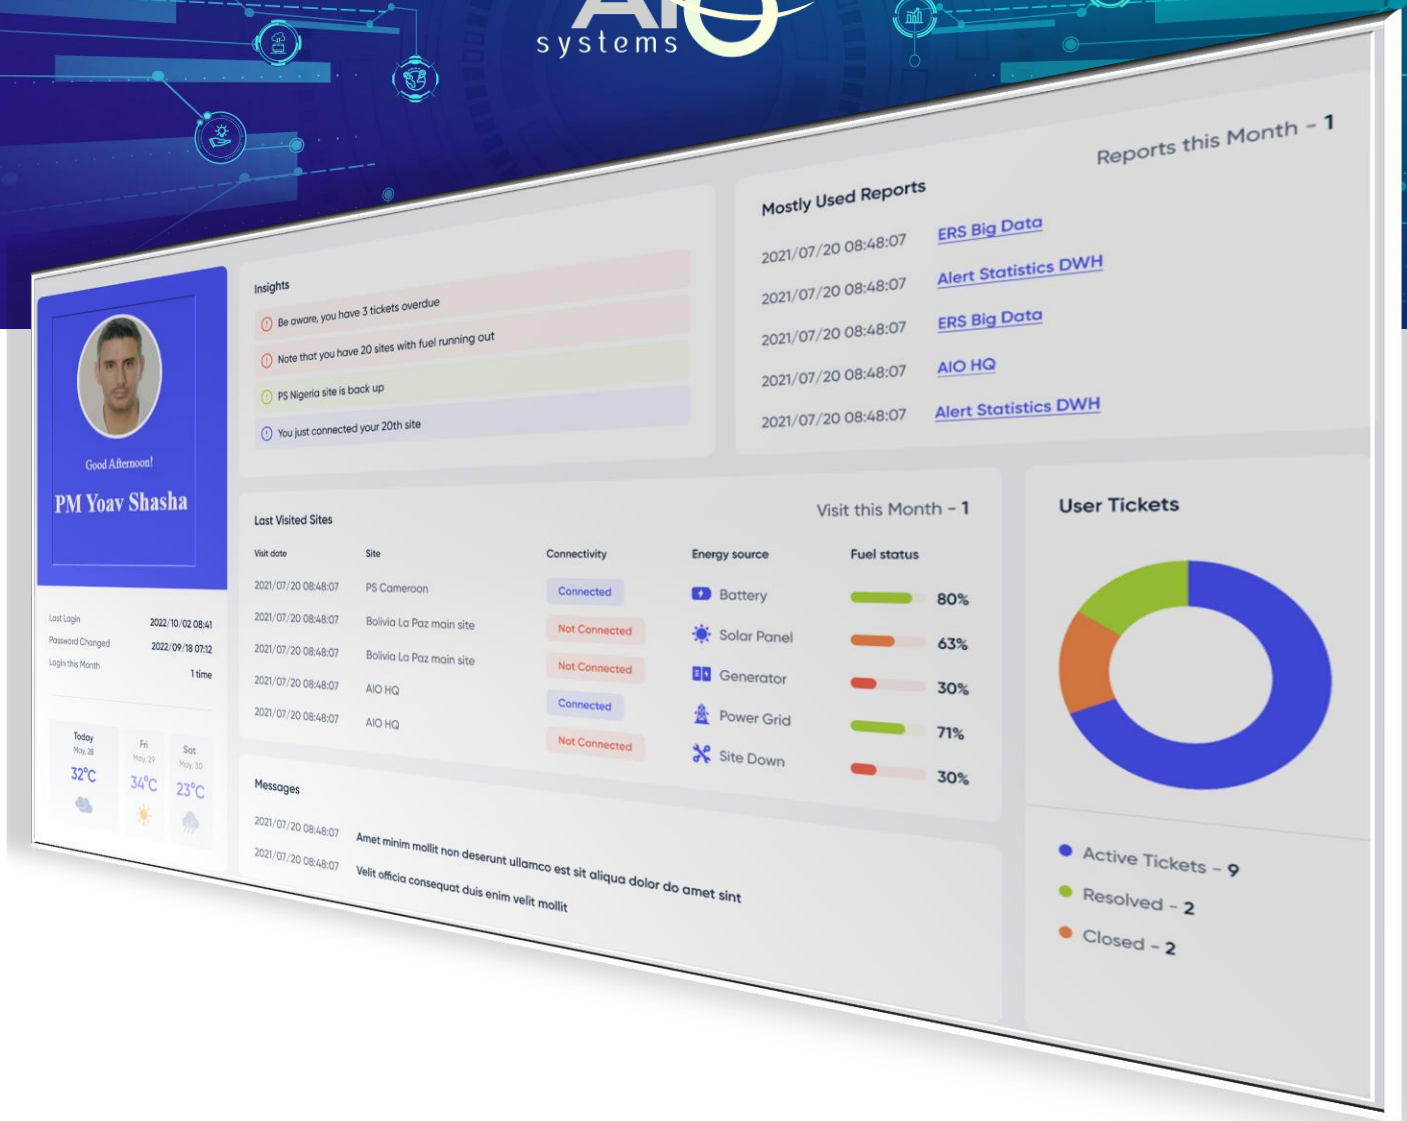 AIO
systems
Good Afternoon!
PM Yoav Shasha
Last Login 2022/10/02 08:41
Password Changed 2022/09/18 07:12
Login this Month 1 time
Today Fri Sat
May, 28 May, 29 May, 30
32°C 34°C 23°C
Insights
Be aware, you have 3 tickets overdue
Note that you have 20 sites with fuel running out
PS Nigeria site is back up
You just connected your 20th site
Mostly Used Reports Reports this Month - 1
2021/07/20 08:48:07 ERS Big Data
2021/07/20 08:48:07 Alert Statistics DWH
2021/07/20 08:48:07 ERS Big Data
2021/07/20 08:48:07 AIO HQ
2021/07/20 08:48:07 Alert Statistics DWH
Last Visited Sites Visit this Month - 1
Visit date Site Connectivity Energy source Fuel status
2021/07/20 08:48:07 PS Cameroon Connected Battery 80%
2021/07/20 08:48:07 Bolivia La Paz main site Not Connected Solar Panel 63%
2021/07/20 08:48:07 Bolivia La Paz main site Not Connected Generator 30%
2021/07/20 08:48:07 AIO HQ Connected Power Grid 71%
2021/07/20 08:48:07 AIO HQ Not Connected Site Down 30%
Messages
2021/07/20 08:48:07 Amet minim mollit non deserunt ullamco est sit aliqua dolor do amet sint
2021/07/20 08:48:07 Velit officia consequat duis enim velit mollit
User Tickets
Active Tickets - 9
Resolved - 2
Closed - 2